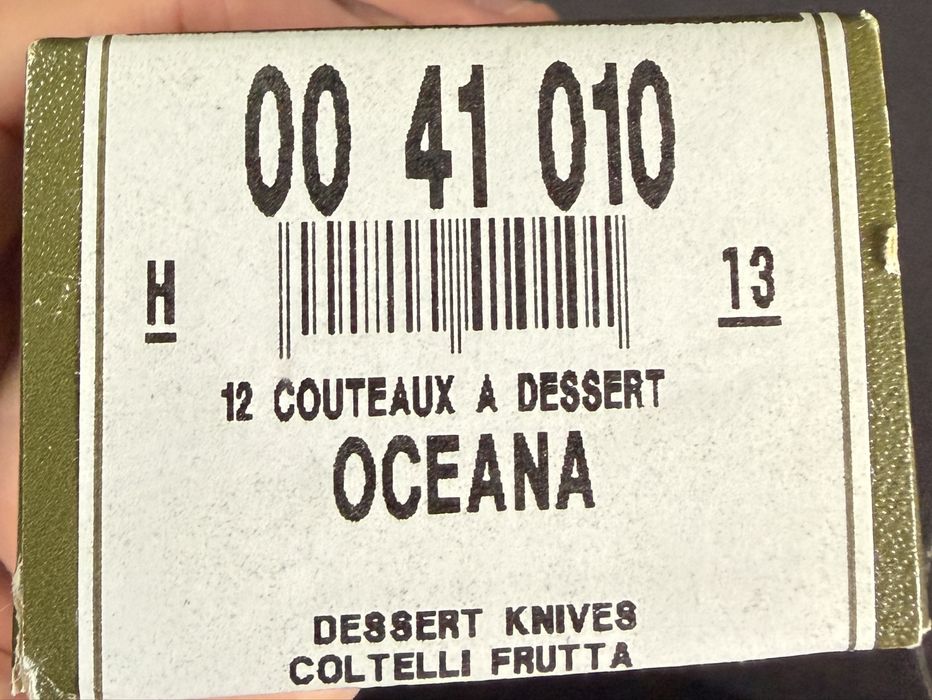 00 41 010
H 13
12 COUTEAUX A DESSERT
OCEANA
DESSERT KNIVES
COLTELLI FRUTTA